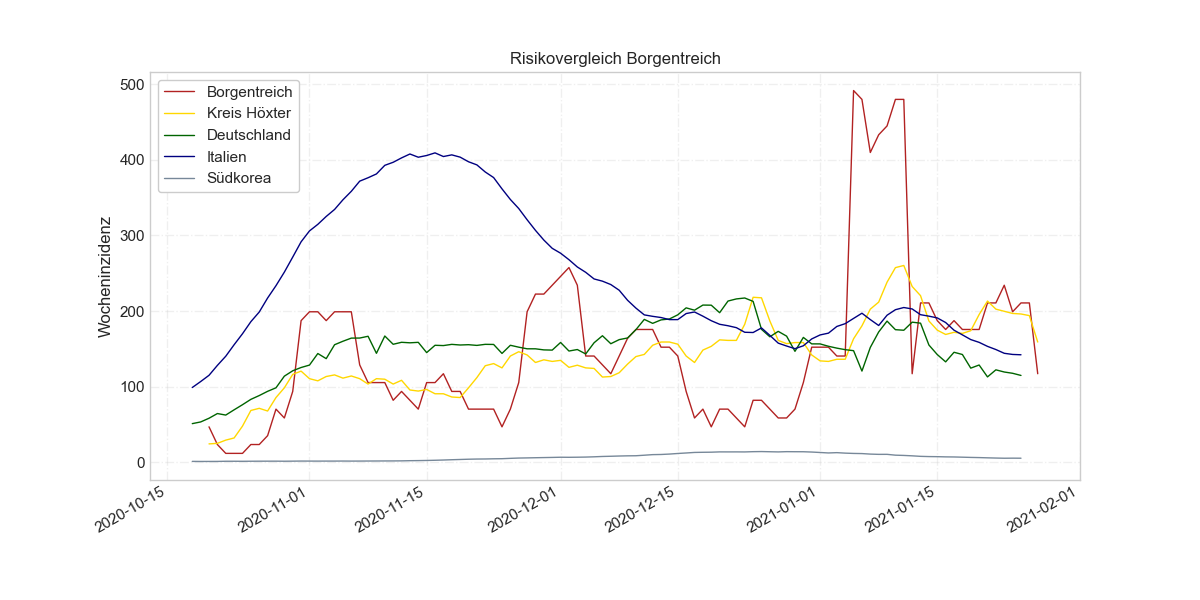 Risikovergleich Borgentreich
Borgentreich
Kreis Höxter
Deutschland
Italien
Südkorea
Wocheninzidenz
500
400
300
200
100
0
2020-10-15
2020-11-01
2020-11-15
2020-12-01
2020-12-15
2021-01-01
2021-01-15
2021-02-01